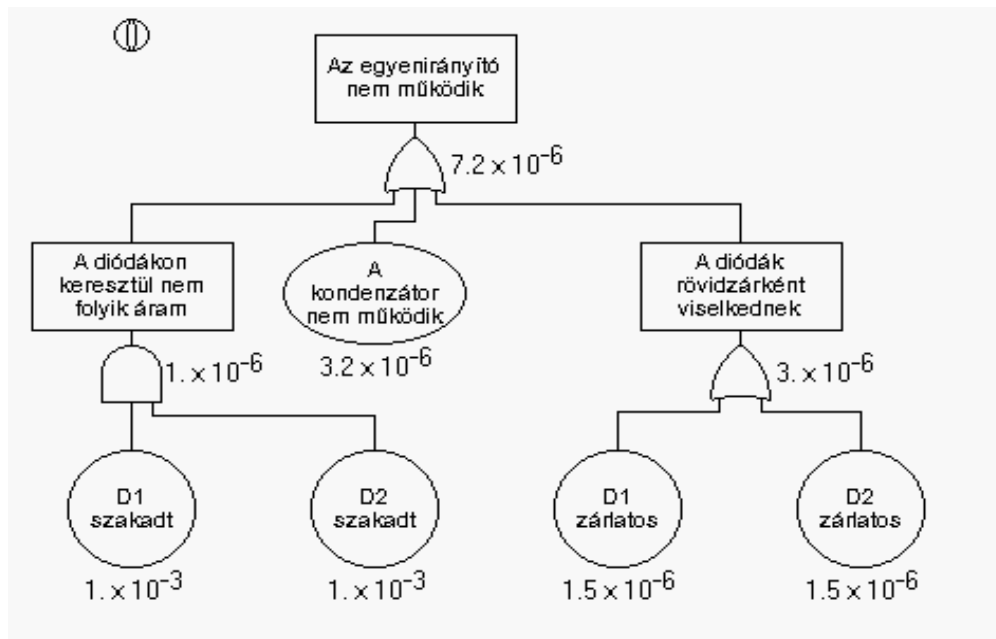 Az egyenirányító
nem működik
7.2 × 10⁻⁶
A diódákon
keresztül nem
folyik áram
A
kondenzátor
nem működik
A diódák
rövidzárként
viselkednek
1. × 10⁻⁶
3.2 × 10⁻⁶
3. × 10⁻⁶
D1
szakadt
D2
szakadt
D1
zárlatos
D2
zárlatos
1. × 10⁻³
1. × 10⁻³
1.5 × 10⁻⁶
1.5 × 10⁻⁶